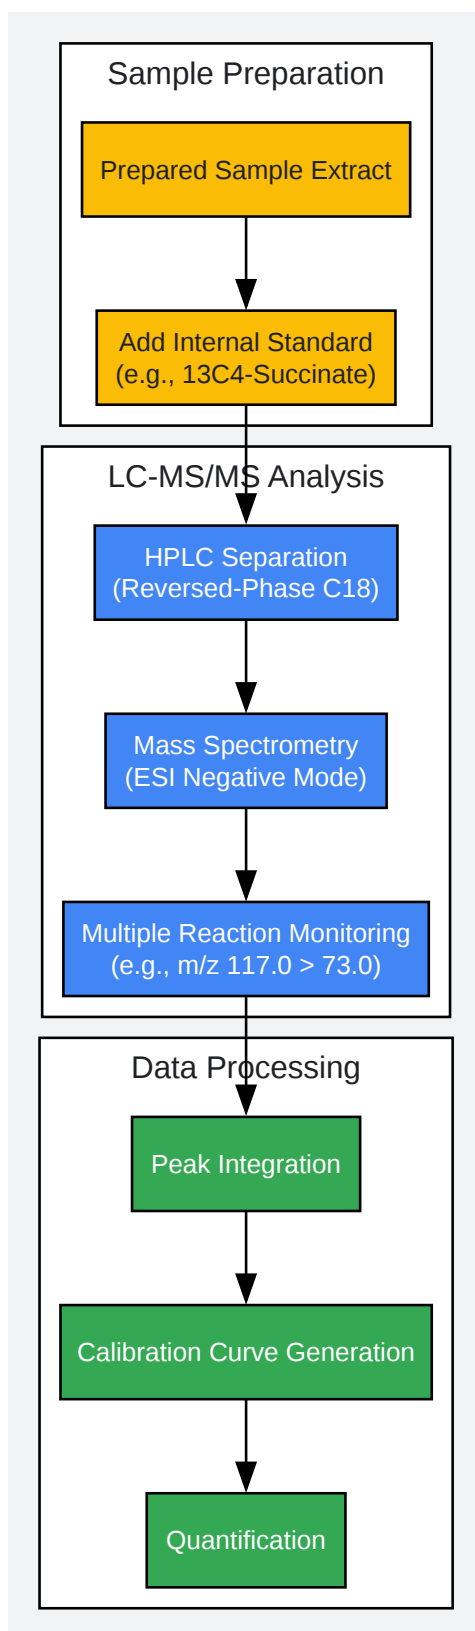 Sample Preparation
Prepared Sample Extract
Add Internal Standard
(e.g., 13C4-Succinate)
LC-MS/MS Analysis
HPLC Separation
(Reversed-Phase C18)
Mass Spectrometry
(ESI Negative Mode)
Multiple Reaction Monitoring
(e.g., m/z 117.0 > 73.0)
Data Processing
Peak Integration
Calibration Curve Generation
Quantification